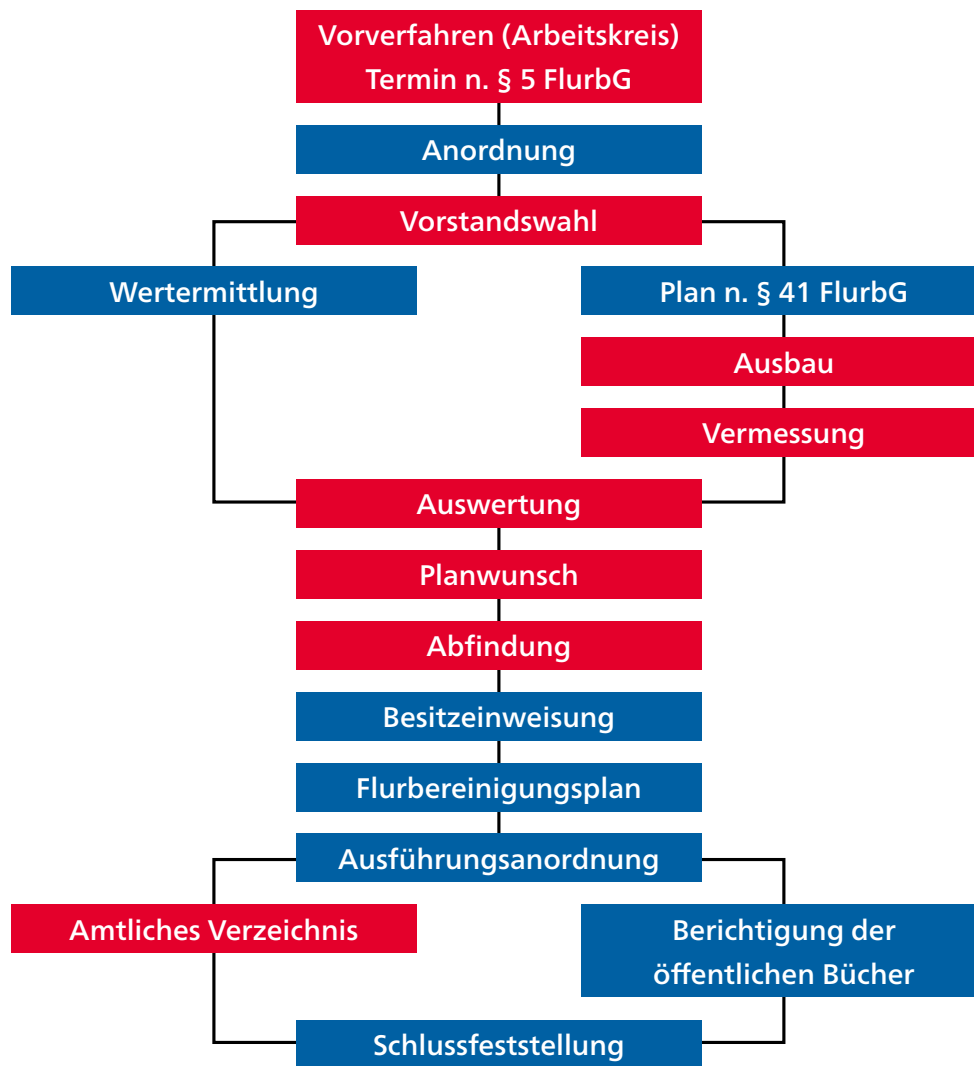 Vorverfahren (Arbeitskreis)
Termin n. § 5 FlurbG
Anordnung
Vorstandswahl
Wertermittlung
Plan n. § 41 FlurbG
Ausbau
Vermessung
Auswertung
Planwunsch
Abfindung
Besitzeinweisung
Flurbereinigungsplan
Ausführungsanordnung
Amtliches Verzeichnis
Berichtigung der
öffentlichen Bücher
Schlussfeststellung